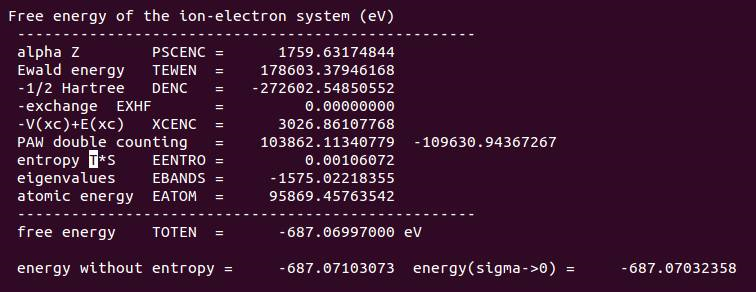 Free energy of the ion-electron system (eV)
---------------------------------------------------
alpha Z        PSCENC =      1759.63174844
Ewald energy   TEWEN  =    178603.37946168
-1/2 Hartree   DENC   =   -272602.54850552
-exchange  EXHF       =         0.00000000
-V(xc)+E(xc)   XCENC  =      3026.86107768
PAW double counting   =    103862.11340779  -109630.94367267
entropy T*S    EENTRO =         0.00106072
eigenvalues    EBANDS =     -1575.02218355
atomic energy  EATOM  =     95869.45763542
---------------------------------------------------
free energy    TOTEN  =      -687.06997000 eV
energy without entropy =     -687.07103073  energy(sigma->0) =     -687.07032358